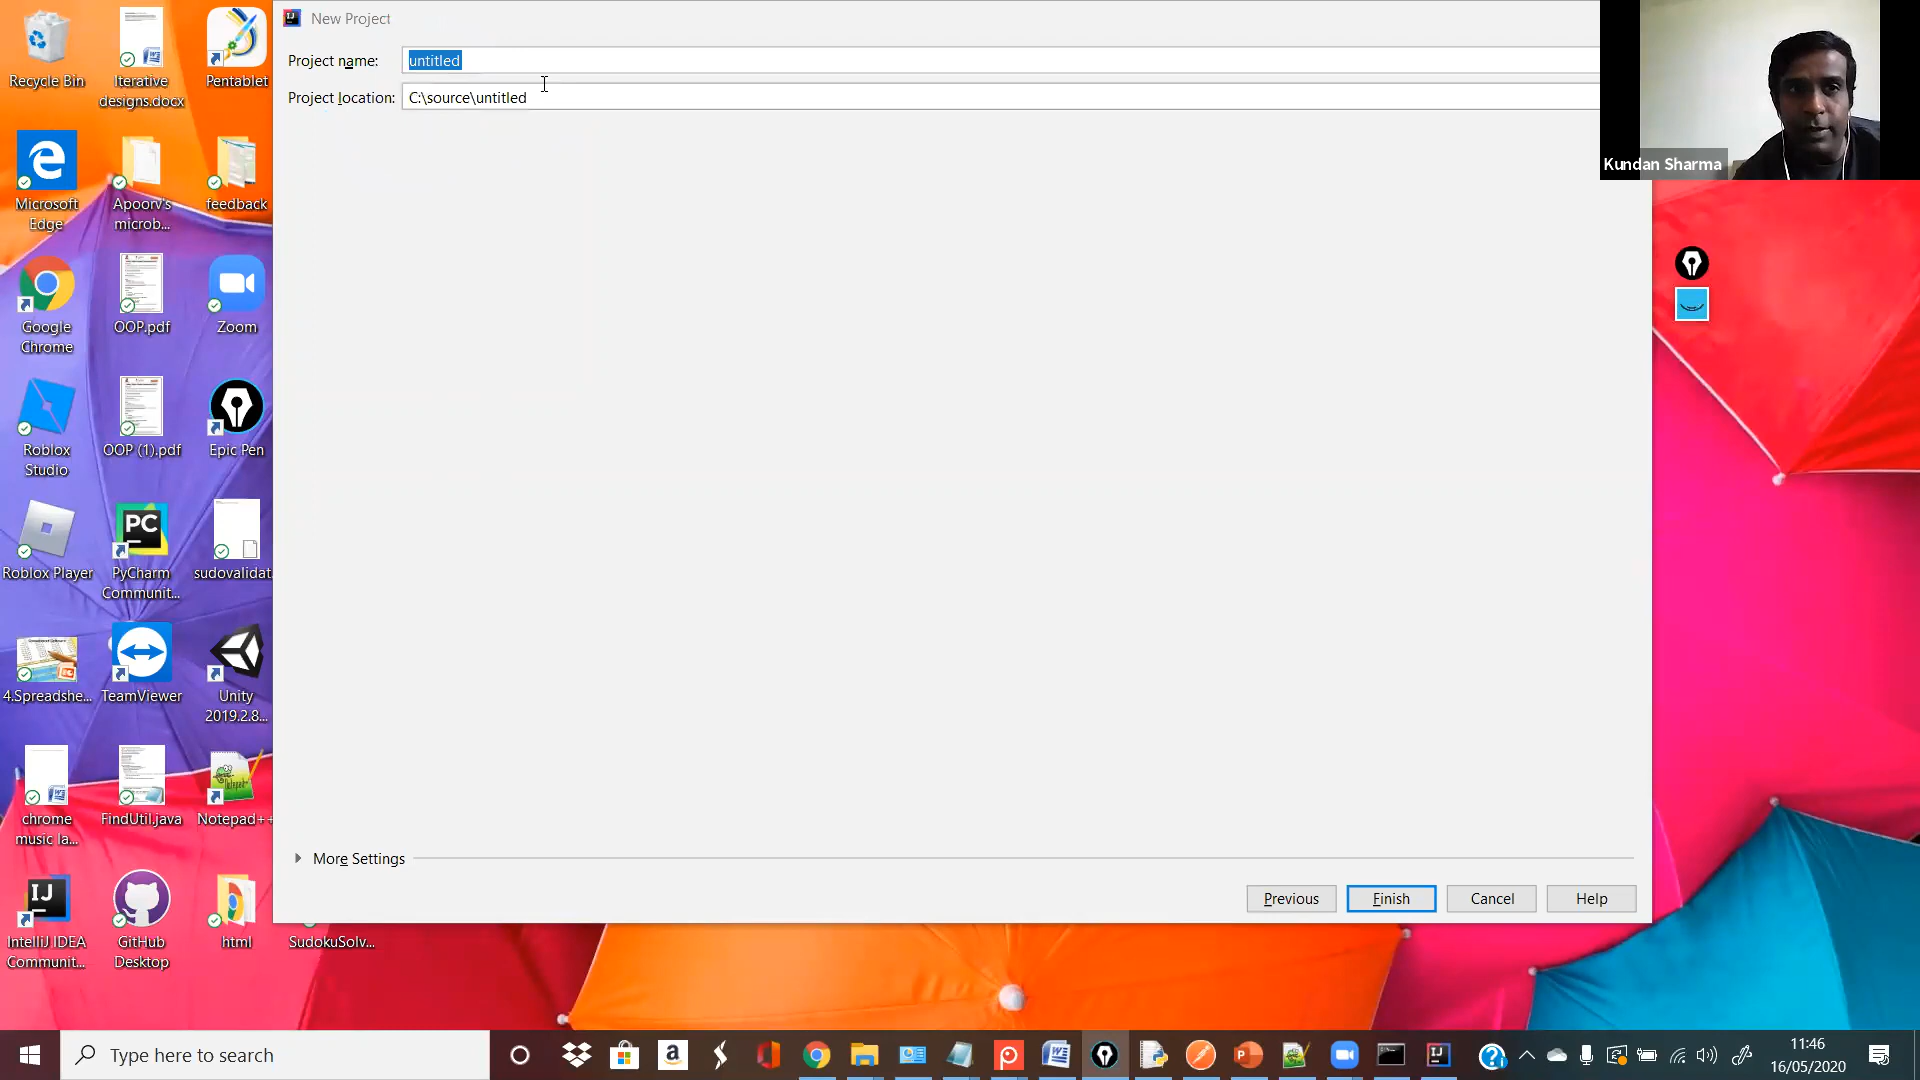 New Project
Project name:
untitled
Project location:
C:\source\untitled
Kundan Sharma
Recycle Bin
Iterative
designs.docx
Pentablet
Microsoft
Edge
Apoorv's
microb...
feedback
Google
Chrome
OOP.pdf
Zoom
Roblox
Studio
OOP (1).pdf
Epic Pen
Roblox Player
PC
PyCharm
Communit...
sudovalidat.
4.Spreadshe...
TeamViewer
Unity
2019.2.8...
chrome
music la...
FindUtil.java
Notepad++
IJ
IntelliJ IDEA
Communit...
GitHub
Desktop
html
SudokuSolv...
More Settings
Previous
Finish
Cancel
Help
Type here to search
11:46
16/05/2020